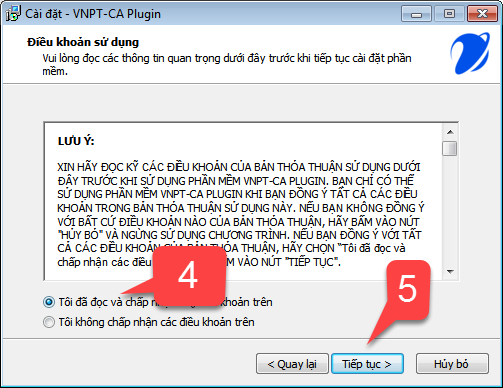 Cài đặt - VNPT-CA Plugin
Điều khoản sử dụng
Vui lòng đọc các thông tin quan trọng dưới đây trước khi tiếp tục cài đặt phần
mềm.
LƯU Ý:
XIN HÃY ĐỌC KỸ CÁC ĐIỀU KHOẢN CỦA BẢN THỎA THUẬN SỬ DỤNG DƯỚI
ĐÂY TRƯỚC KHI SỬ DỤNG PHẦN MỀM VNPT-CA PLUGIN. BẠN CHỈ CÓ THỂ
SỬ DỤNG PHẦN MỀM VNPT-CA PLUGIN KHI BẠN ĐỒNG Ý TẤT CẢ CÁC ĐIỀU
KHOẢN TRONG BẢN THỎA THUẬN SỬ DỤNG NÀY. NẾU BẠN KHÔNG ĐỒNG Ý
VỚI BẤT CỨ ĐIỀU KHOẢN NÀO CỦA BẢN THỎA THUẬN, HÃY BẤM VÀO NÚT
"HỦY BỎ" VÀ NGỪNG SỬ DỤNG CHƯƠNG TRÌNH. NẾU BẠN ĐỒNG Ý VỚI TẤT
CẢ CÁC ĐIỀU KHOẢN CỦA BẢN THỎA THUẬN, HÃY CHỌN "Tôi đã đọc và
chấp nhận các điều BẤM VÀO NÚT "TIẾP TỤC".
4
5
Tôi đã đọc và chấp khoản trên
Tôi không chấp nhận các điều khoản trên
< Quay lại
Tiếp tục >
Hủy bỏ